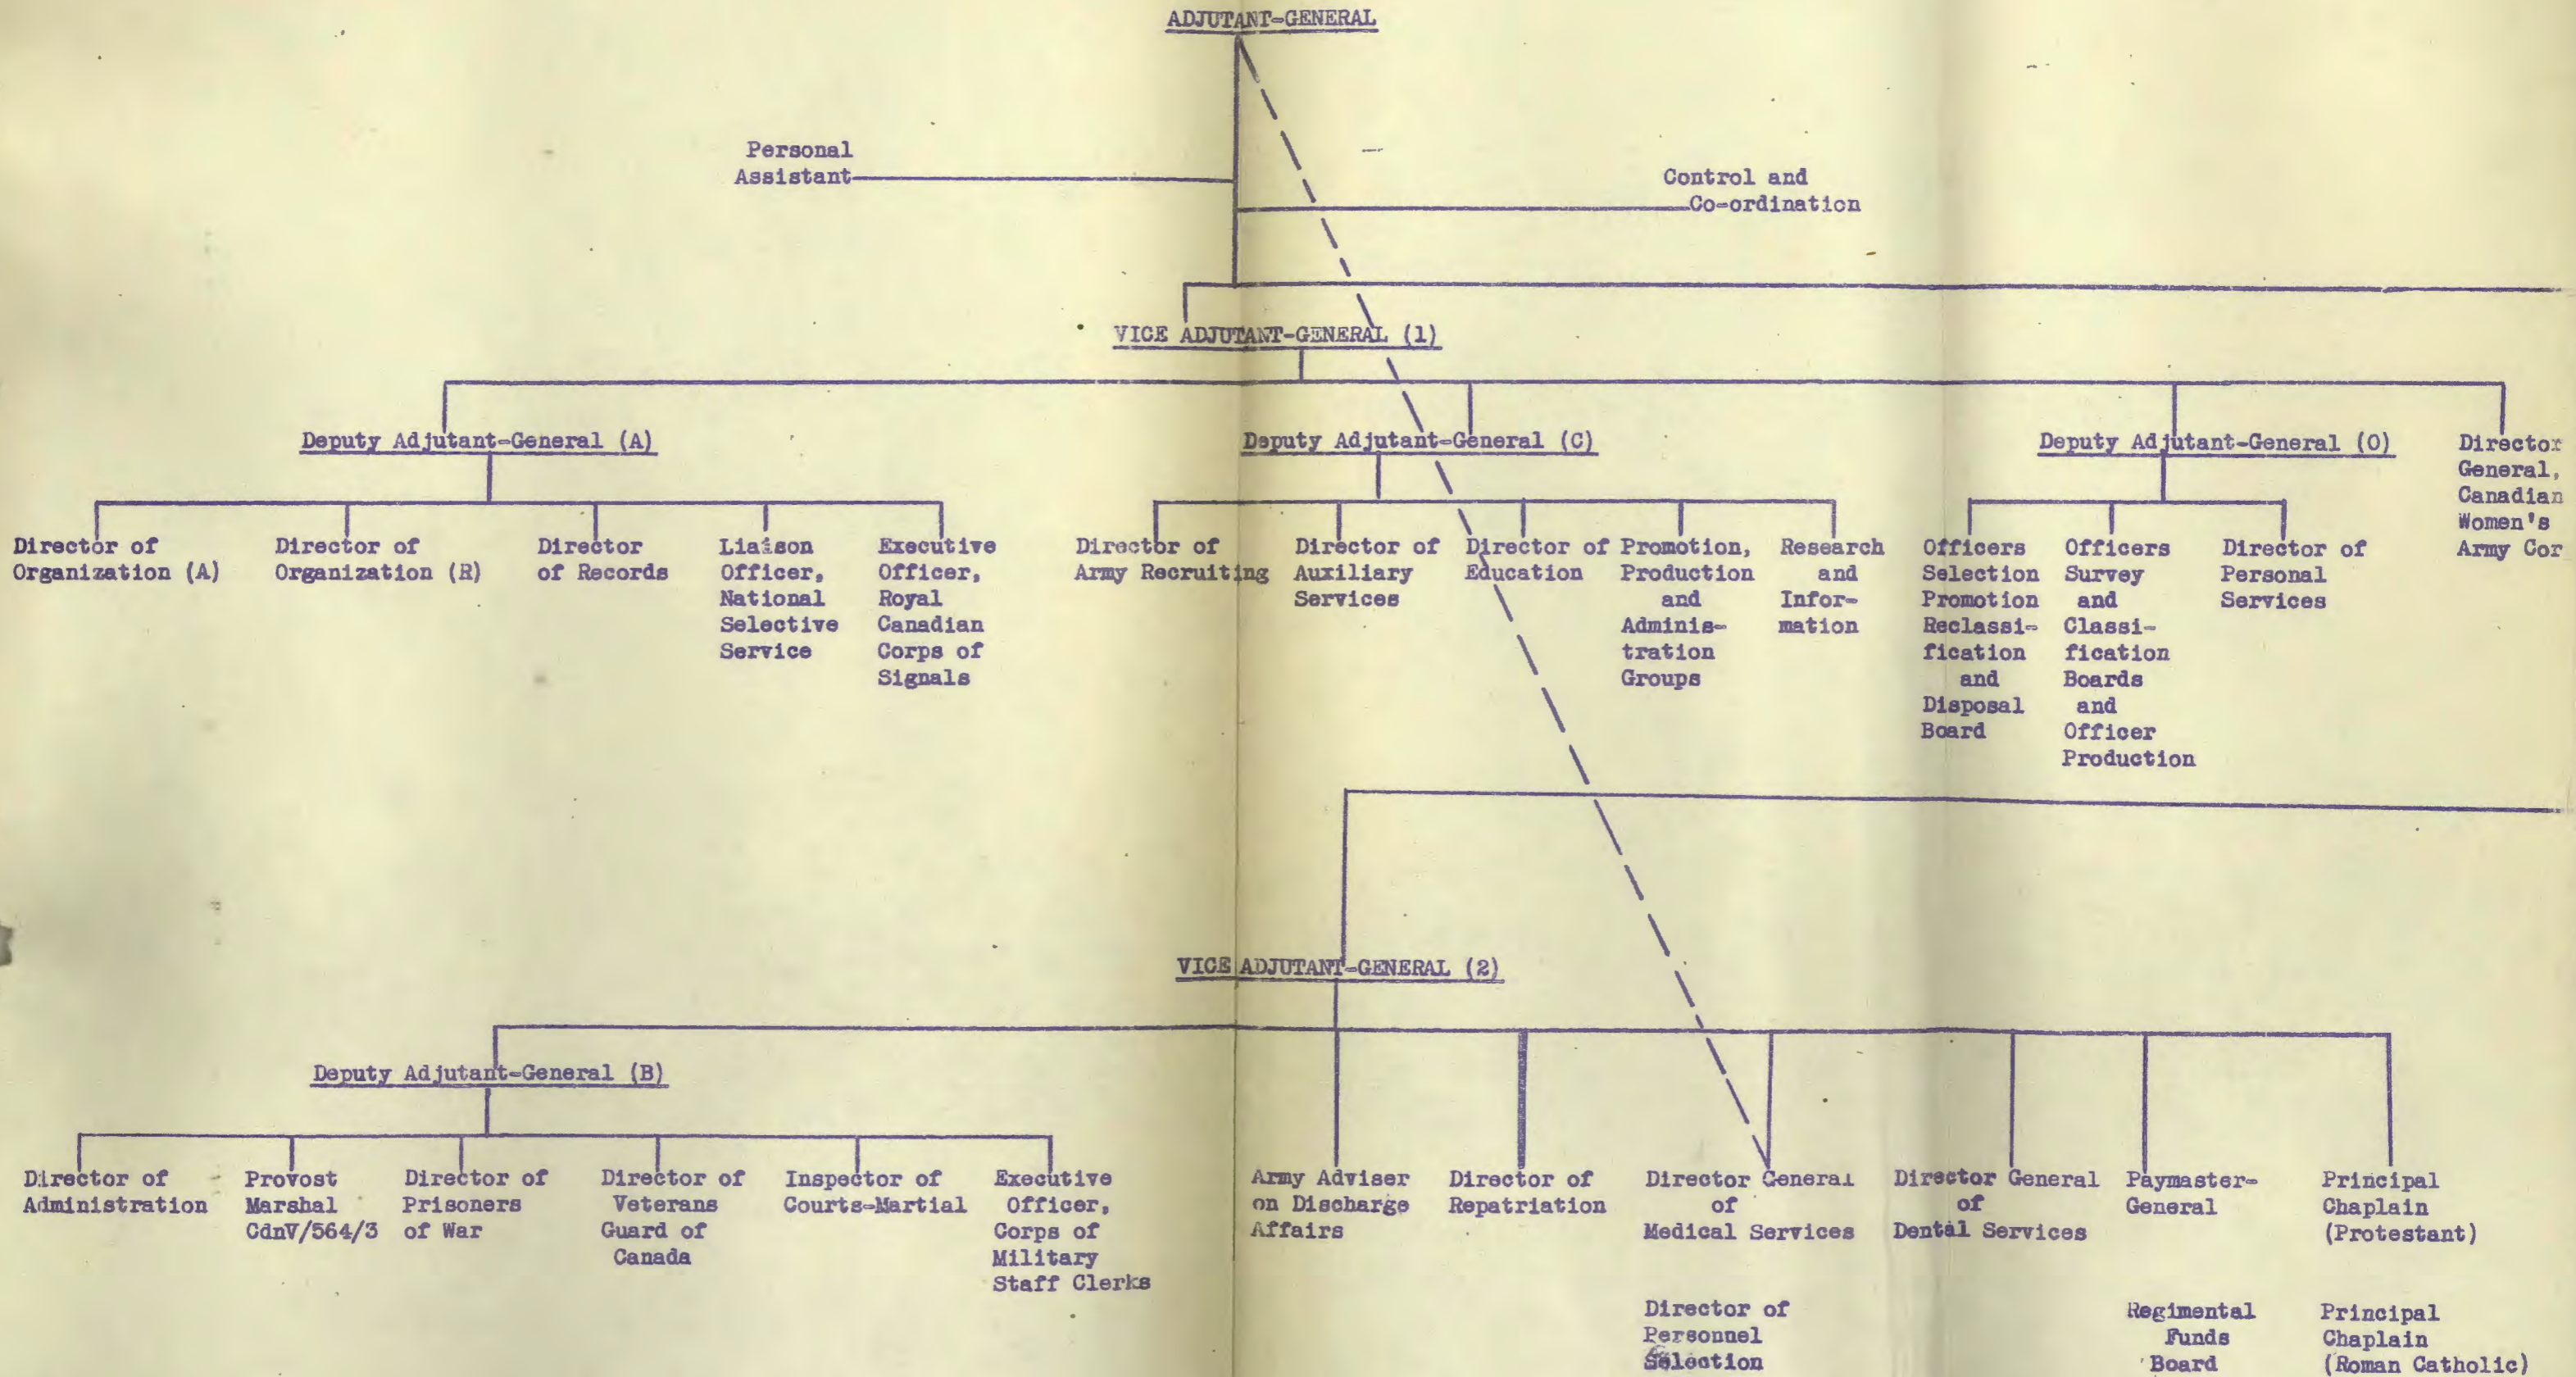 ADJUTANT-GENERAL
Personal
Assistant
Control and
Co-ordination
VICE ADJUTANT-GENERAL (1)
Deputy Adjutant-General (A)
Deputy Adjutant-General (C)
Deputy Adjutant-General (O)
Director
General,
Canadian
Women's
Army Cor
Director of
Organization (A)
Director of
Organization (R)
Director
of Records
Liaison
Officer,
National
Selective
Service
Executive
Officer,
Royal
Canadian
Corps of
Signals
Director of
Army Recruiting
Director of
Auxiliary
Services
Director of
Education
Promotion,
Production
and
Adminis-
tration
Groups
Research
and
Infor-
mation
Officers
Selection
Promotion
Reclassi-
fication
and
Disposal
Board
Officers
Survey
and
Classi-
fication
Boards
and
Officer
Production
Director of
Personal
Services
VICE ADJUTANT-GENERAL (2)
Deputy Adjutant-General (B)
Director of
Administration
Provost
Marshal
CdnV/564/3
Director of
Prisoners
of War
Director of
Veterans
Guard of
Canada
Inspector of
Courts-Martial
Executive
Officer,
Corps of
Military
Staff Clerks
Army Adviser
on Discharge
Affairs
Director of
Repatriation
Director General
of
Medical Services
Director General
of
Dental Services
Paymaster-
General
Principal
Chaplain
(Protestant)
Director of
Personnel
Selection
Regimental
Funds
Board
Principal
Chaplain
(Roman Catholic)